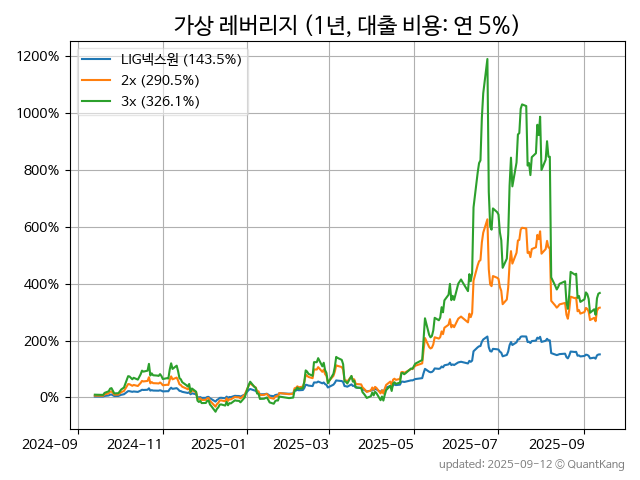 가상 레버리지 (1년, 대출 비용: 연 5%)
LIG넥스원 (143.5%)
2x (290.5%)
3x (326.1%)
1200%
1000%
800%
600%
400%
200%
0%
2024-09 2024-11 2025-01 2025-03 2025-05 2025-07 2025-09
updated: 2025-09-12 © QuantKang